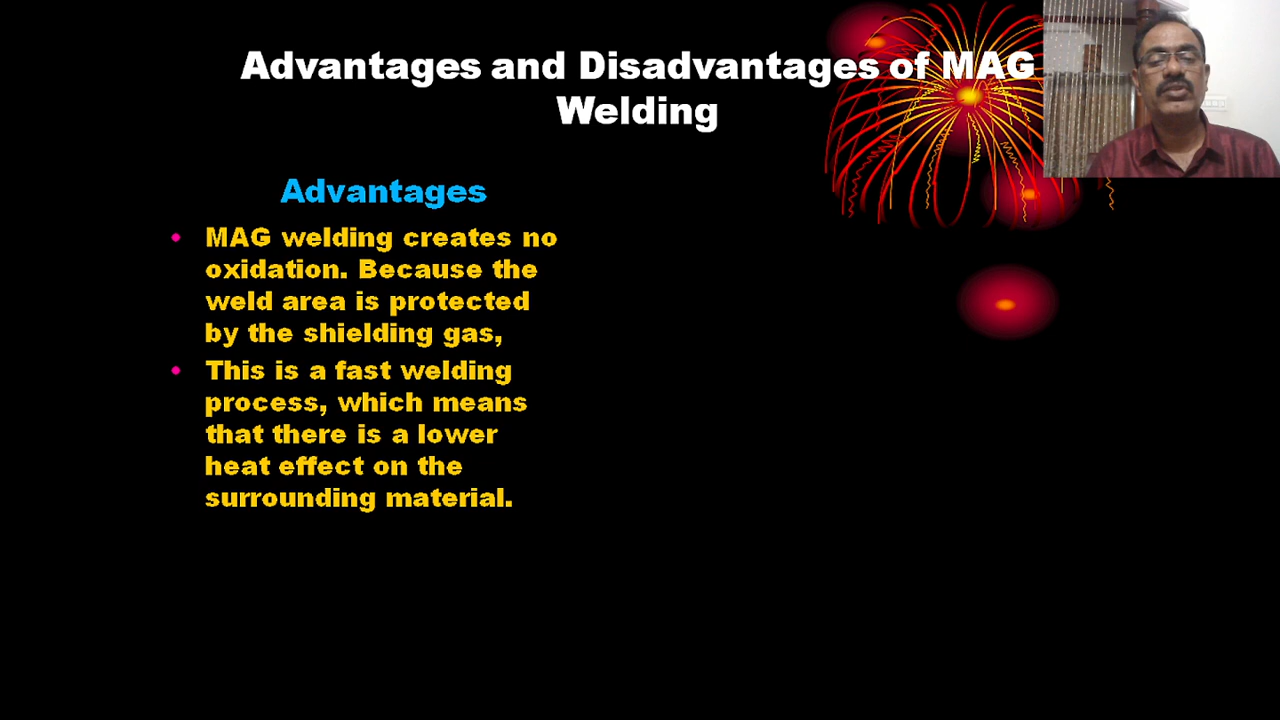 Advantages and Disadvantages of MAG
Welding
Advantages
• MAG welding creates no
oxidation. Because the
weld area is protected
by the shielding gas,
• This is a fast welding
process, which means
that there is a lower
heat effect on the
surrounding material.